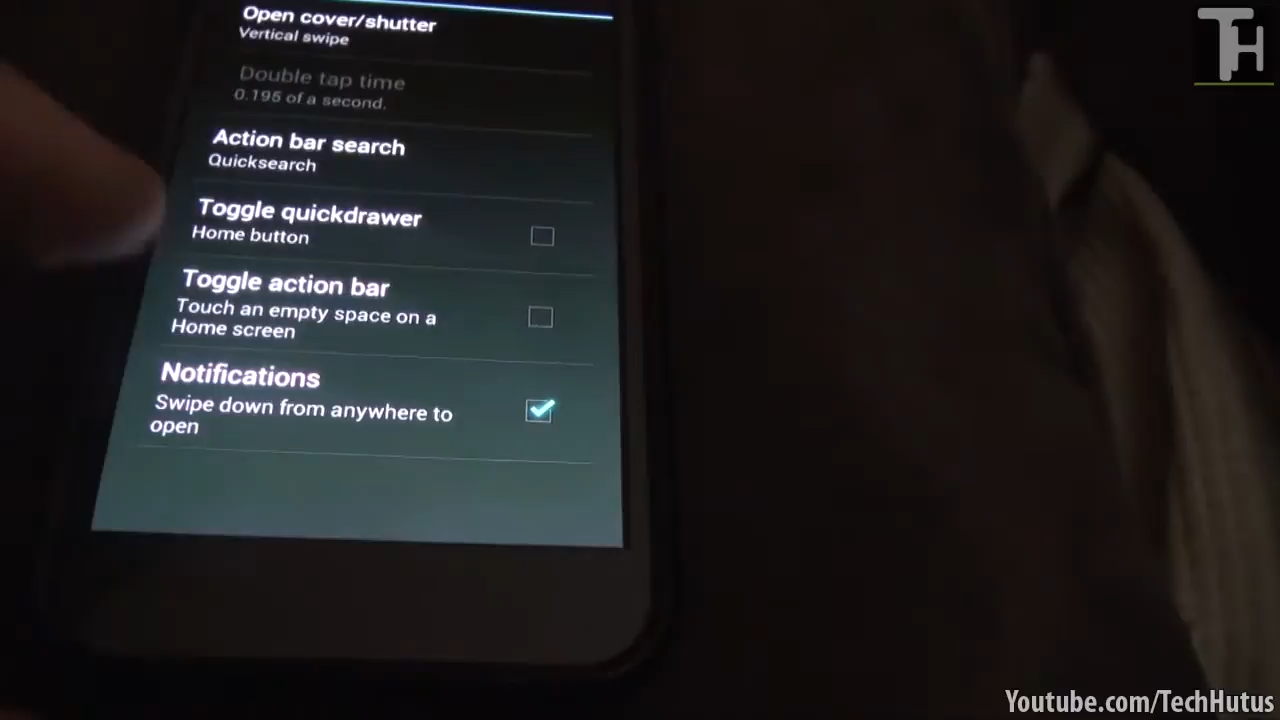 TH
Open cover/shutter
Vertical swipe
Double tap time
0.195 of a second.
Action bar search
Quicksearch
Toggle quickdrawer
Home button
Toggle action bar
Touch an empty space on a
Home screen
Notifications
Swipe down from anywhere to
open
Youtube.com/TechHutus